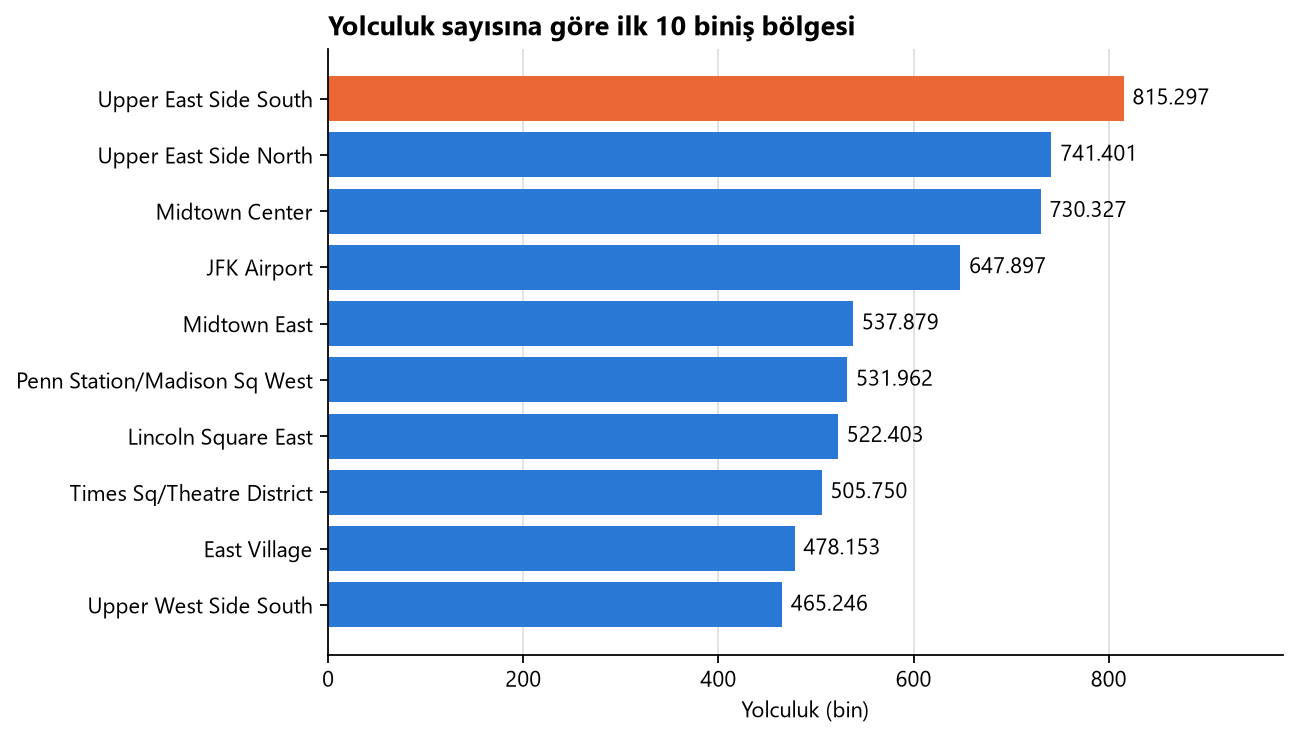 Yolculuk sayısına göre ilk 10 biniş bölgesi
Upper East Side South 815.297
Upper East Side North 741.401
Midtown Center 730.327
JFK Airport 647.897
Midtown East 537.879
Penn Station/Madison Sq West 531.962
Lincoln Square East 522.403
Times Sq/Theatre District 505.750
East Village 478.153
Upper West Side South 465.246
0 200 400 600 800
Yolculuk (bin)